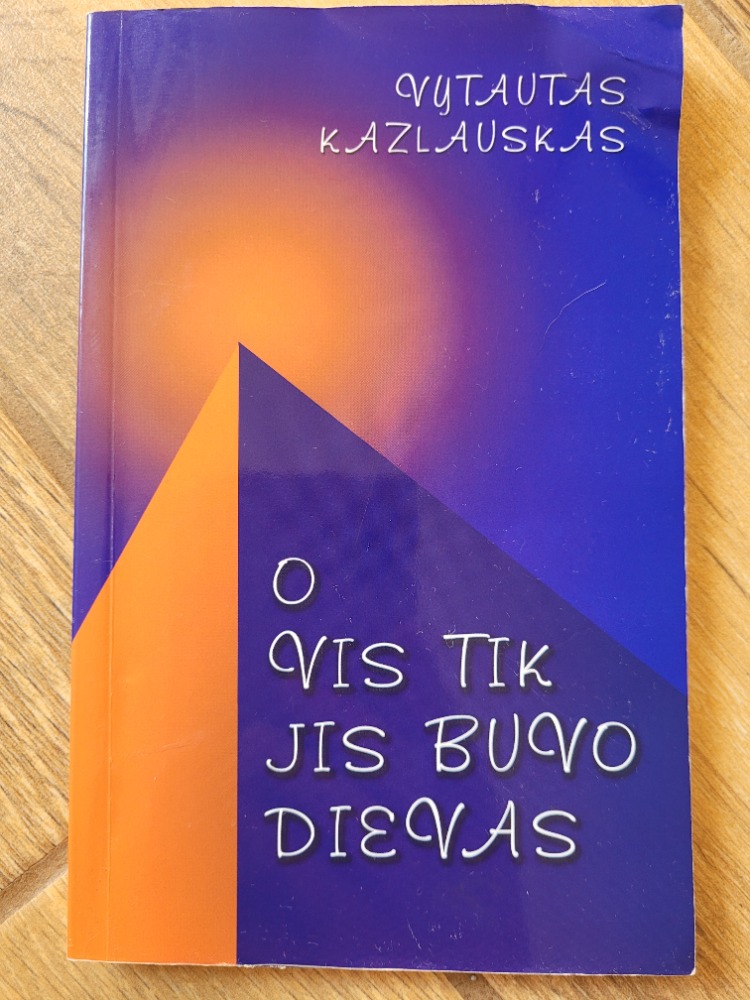 VYTAUTAS
KAZLAUSKAS
O
VIS TIK
JIS BUVO
DIEVAS